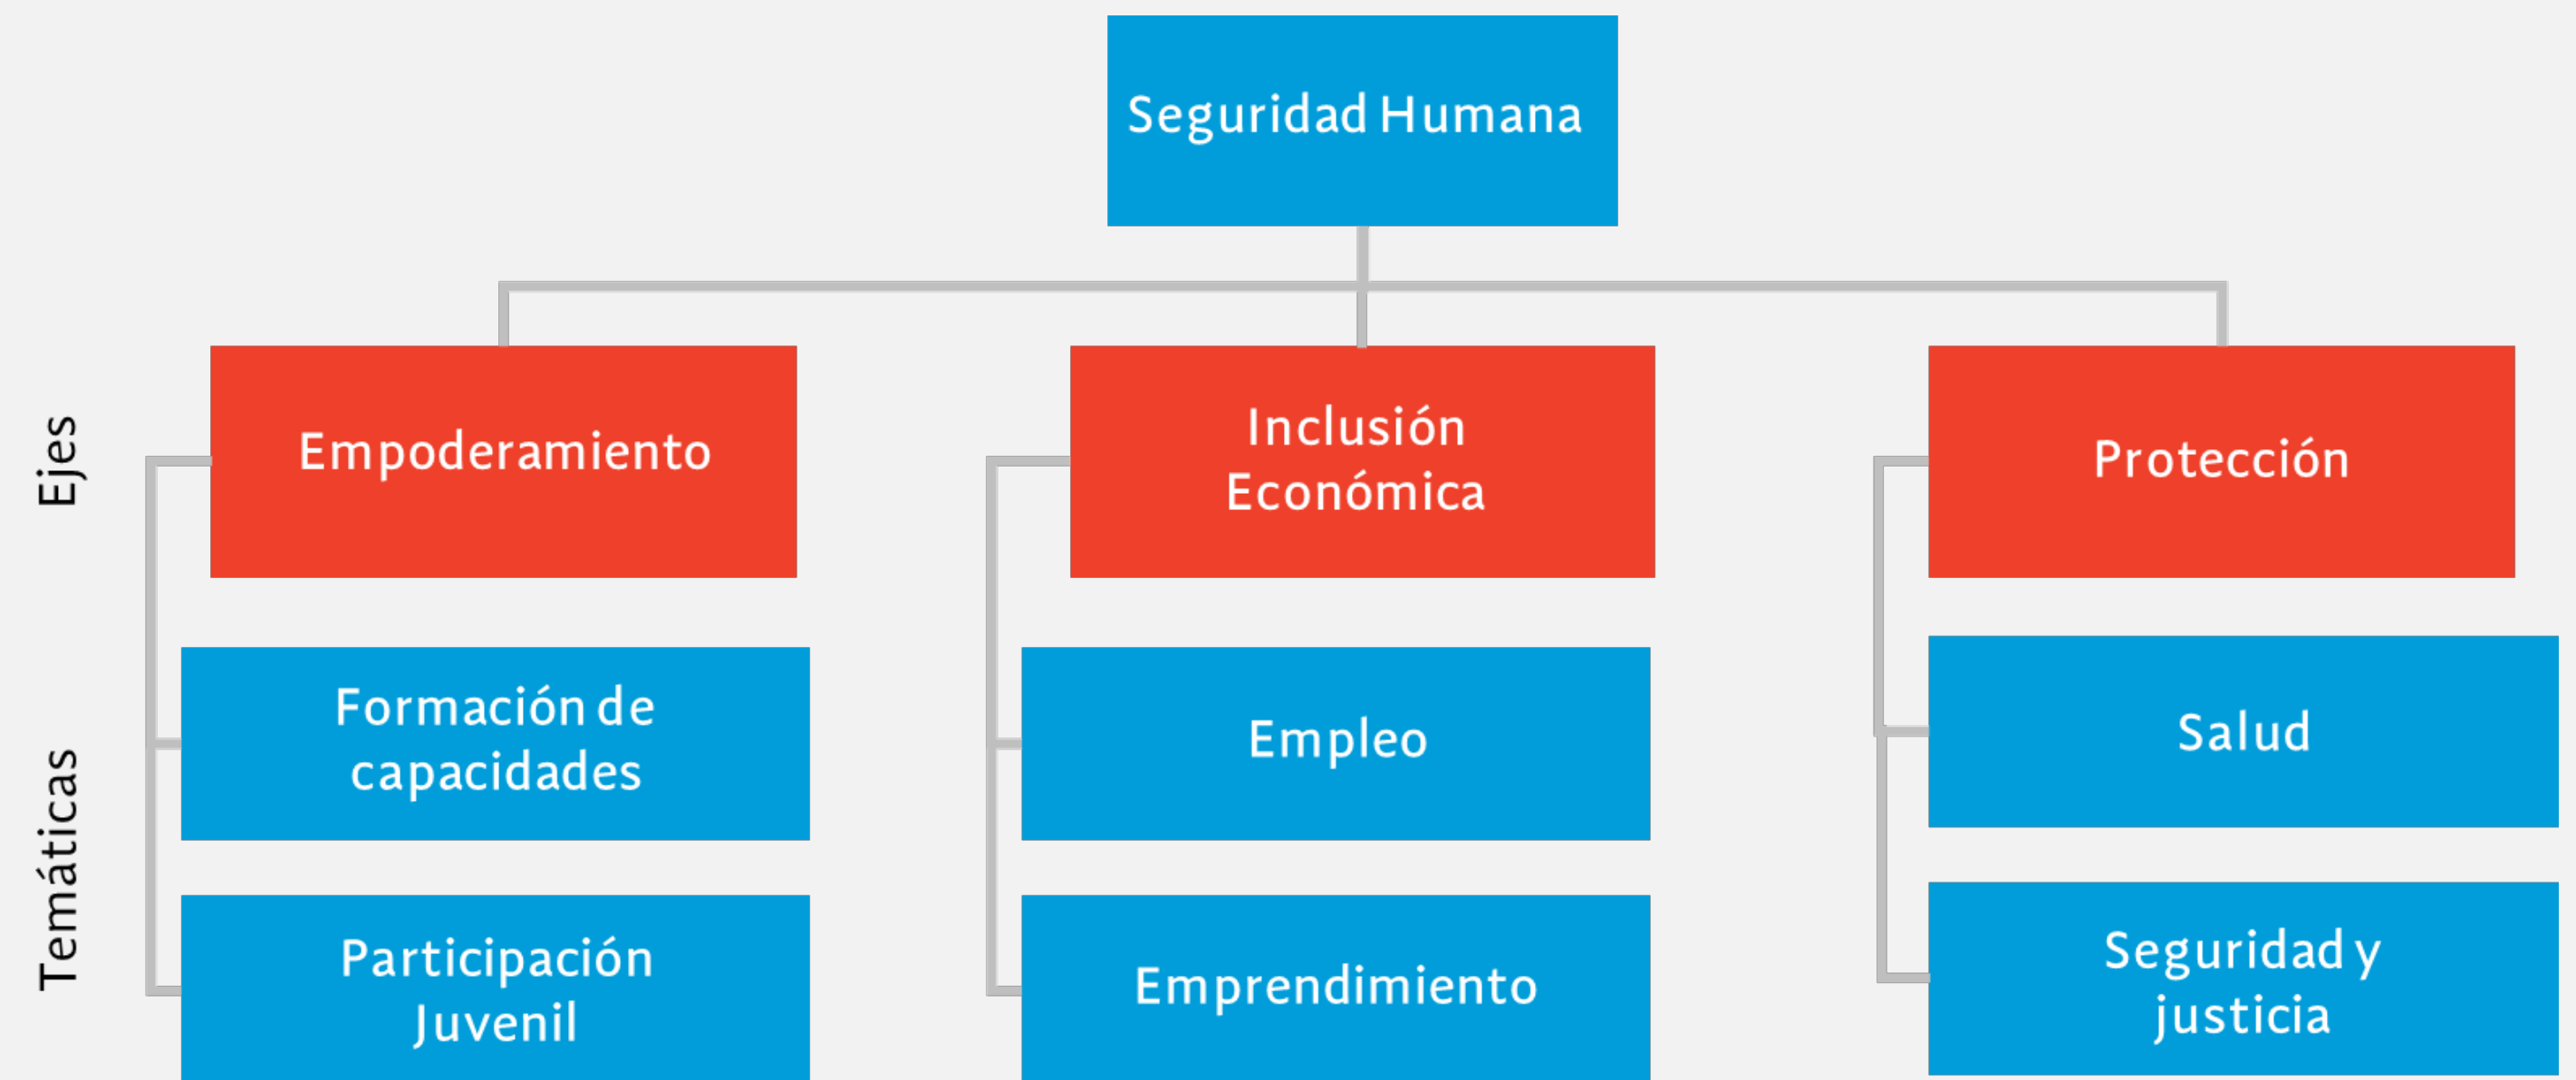 Seguridad Humana
Ejes
Empoderamiento
Inclusión
Económica
Protección
Temáticas
Formación de
capacidades
Empleo
Salud
Participación
Juvenil
Emprendimiento
Seguridad y
justicia